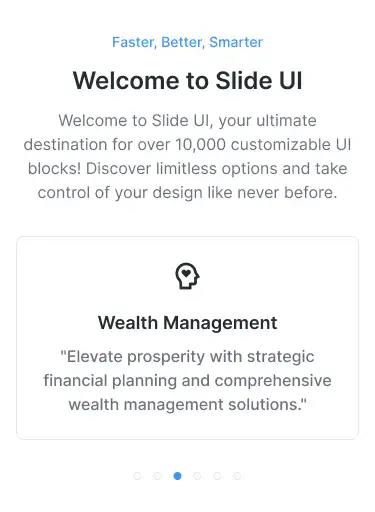 Faster, Better, Smarter
Welcome to Slide UI
Welcome to Slide UI, your ultimate
destination for over 10,000 customizable UI
blocks! Discover limitless options and take
control of your design like never before.
Wealth Management
"Elevate prosperity with strategic
financial planning and comprehensive
wealth management solutions."